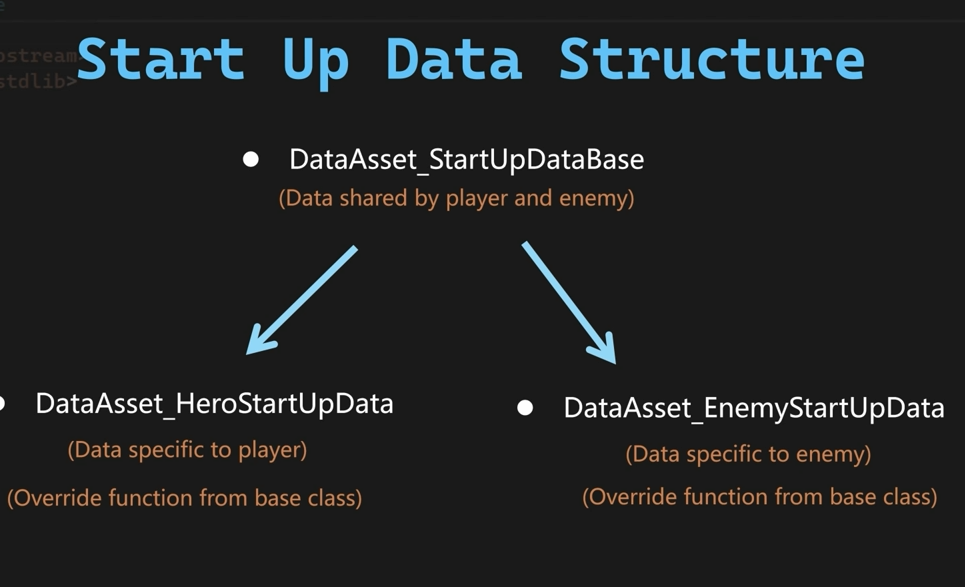 Start Up Data Structure
stdlib>
DataAsset_StartUpDataBase
(Data shared by player and enemy)
DataAsset_HeroStartUpData
(Data specific to player)
(Override function from base class)
DataAsset_EnemyStartUpData
(Data specific to enemy)
(Override function from base class)